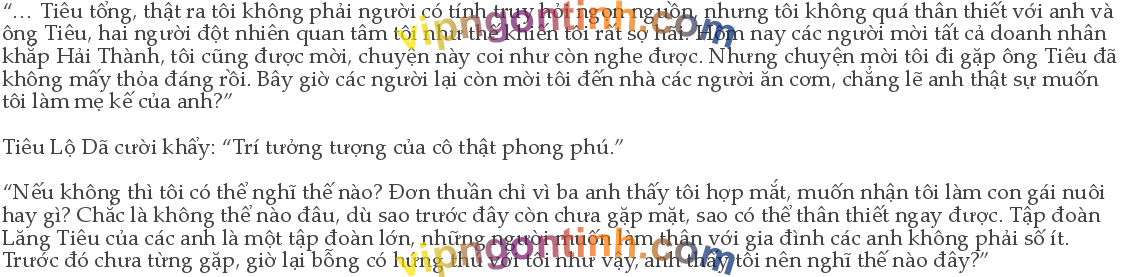 “… Tiêu tổng, thật ra tôi không phải người có tính truy hỏi ngọn nguồn, nhưng tôi không quá thân thiết với anh và
ông Tiêu, hai người đột nhiên quan tâm tôi như thế khiến tôi rất sợ hãi. Hôm nay các người mời tất cả doanh nhân
khắp Hải Thành, tôi cũng được mời, chuyện này coi như còn nghe được. Nhưng chuyện mời tôi đi gặp ông Tiêu đã
không mấy thỏa đáng rồi. Bây giờ các người lại còn mời tôi đến nhà các người ăn cơm, chẳng lẽ anh thật sự muốn
tôi làm mẹ kế của anh?”
Tiêu Lộ Dã cười khẩy: “Trí tưởng tượng của cô thật phong phú.”
“Nếu không thì tôi có thể nghĩ thế nào? Đơn thuần chỉ vì ba anh thấy tôi hợp mắt, muốn nhận tôi làm con gái nuôi
hay gì? Chắc là không thể nào đâu, dù sao trước đây còn chưa gặp mặt, sao có thể thân thiết ngay được. Tập đoàn
Lăng Tiêu của các anh là một tập đoàn lớn, những người muốn làm thân với gia đình các anh không phải số ít.
Trước đó chưa từng gặp, giờ lại bỗng có hứng thú với tôi như vậy, anh thấy tôi nên nghĩ thế nào đây?”
vipngontinh.com
vipngontinh.com